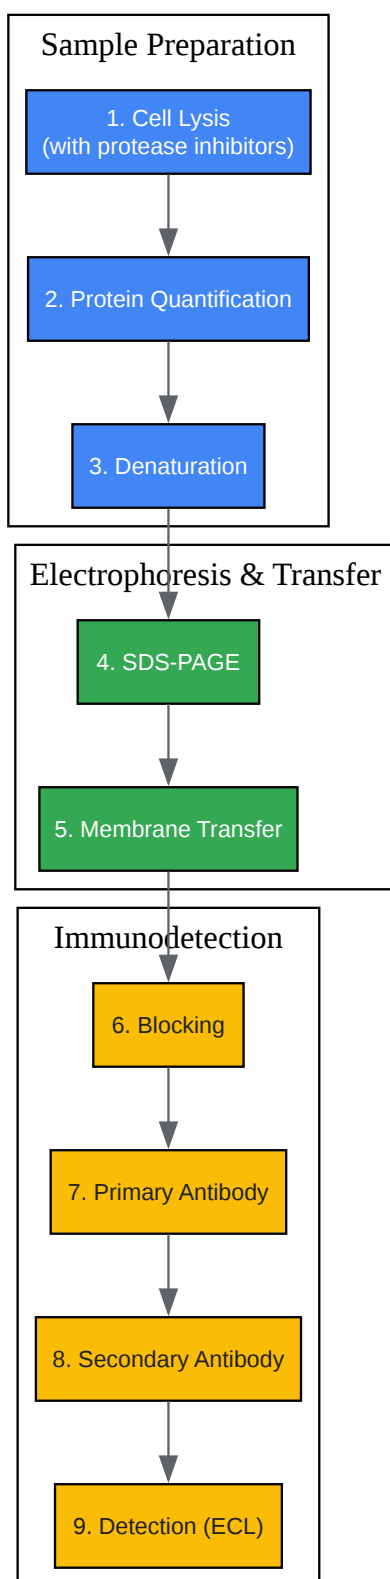 Sample Preparation
1. Cell Lysis
(with protease inhibitors)
2. Protein Quantification
3. Denaturation
Electrophoresis & Transfer
4. SDS-PAGE
5. Membrane Transfer
Immunodetection
6. Blocking
7. Primary Antibody
8. Secondary Antibody
9. Detection (ECL)